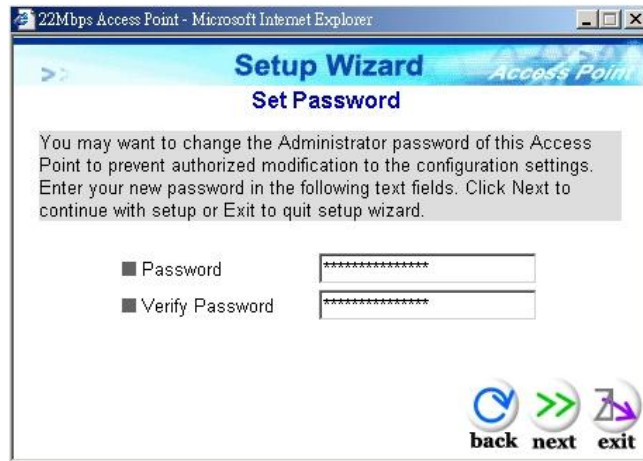 22Mbps Access Point - Microsoft Internet Explorer
>>
Setup Wizard
Access Point
Set Password
You may want to change the Administrator password of this Access
Point to prevent authorized modification to the configuration settings.
Enter your new password in the following text fields. Click Next to
continue with setup or Exit to quit setup wizard.
Password ***************
Verify Password ***************
back next exit